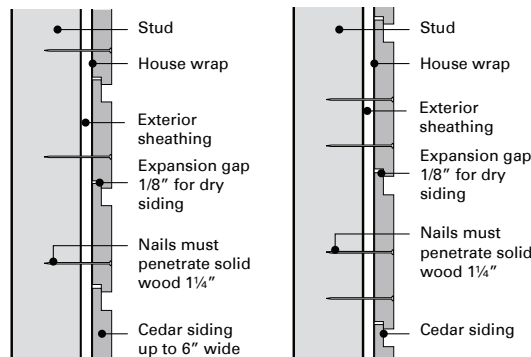 Stud
House wrap
Exterior
sheathing
Expansion gap
1/8” for dry
siding
Nails must
penetrate solid
wood 1¼”
Cedar siding
up to 6” wide
Stud
House wrap
Exterior
sheathing
Expansion gap
1/8” for dry
siding
Nails must
penetrate solid
wood 1¼”
Cedar siding